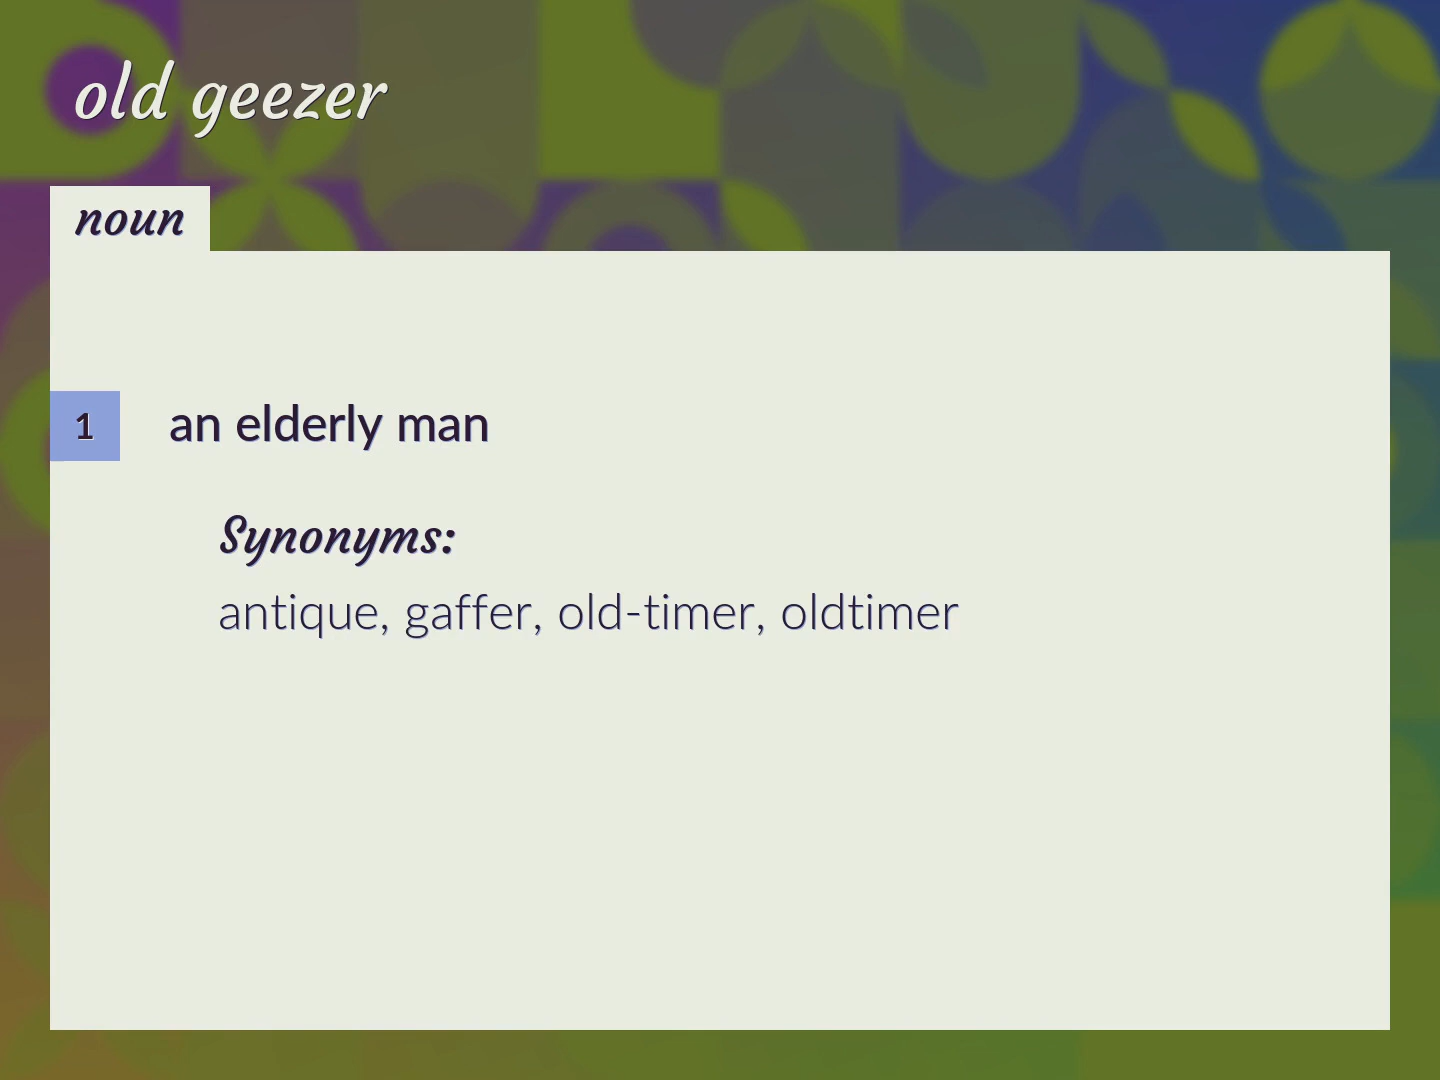 old geezer
noun
1 an elderly man
Synonyms:
antique, gaffer, old-timer, oldtimer